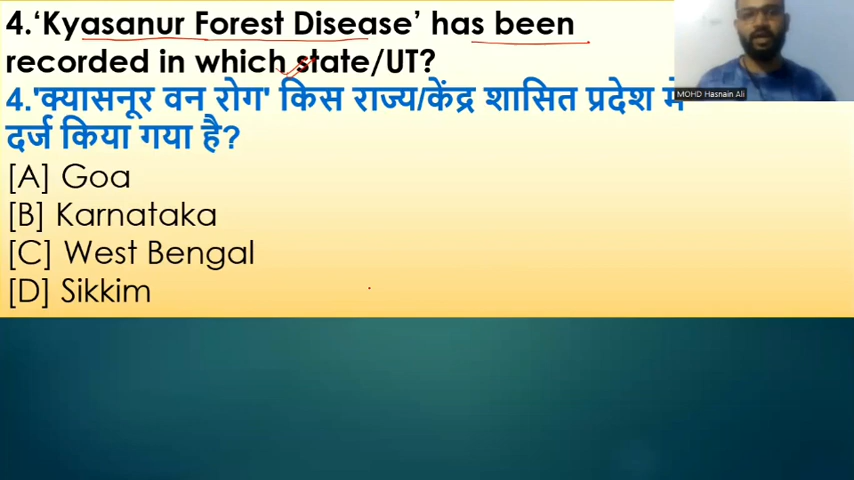 4.‘Kyasanur Forest Disease’ has been
recorded in which state/UT?
4.'क्यासनूर वन रोग' किस राज्य/केंद्र शासित प्रदेश में
दर्ज किया गया है?
[A] Goa
[B] Karnataka
[C] West Bengal
[D] Sikkim
MOHD Hasnain Ali